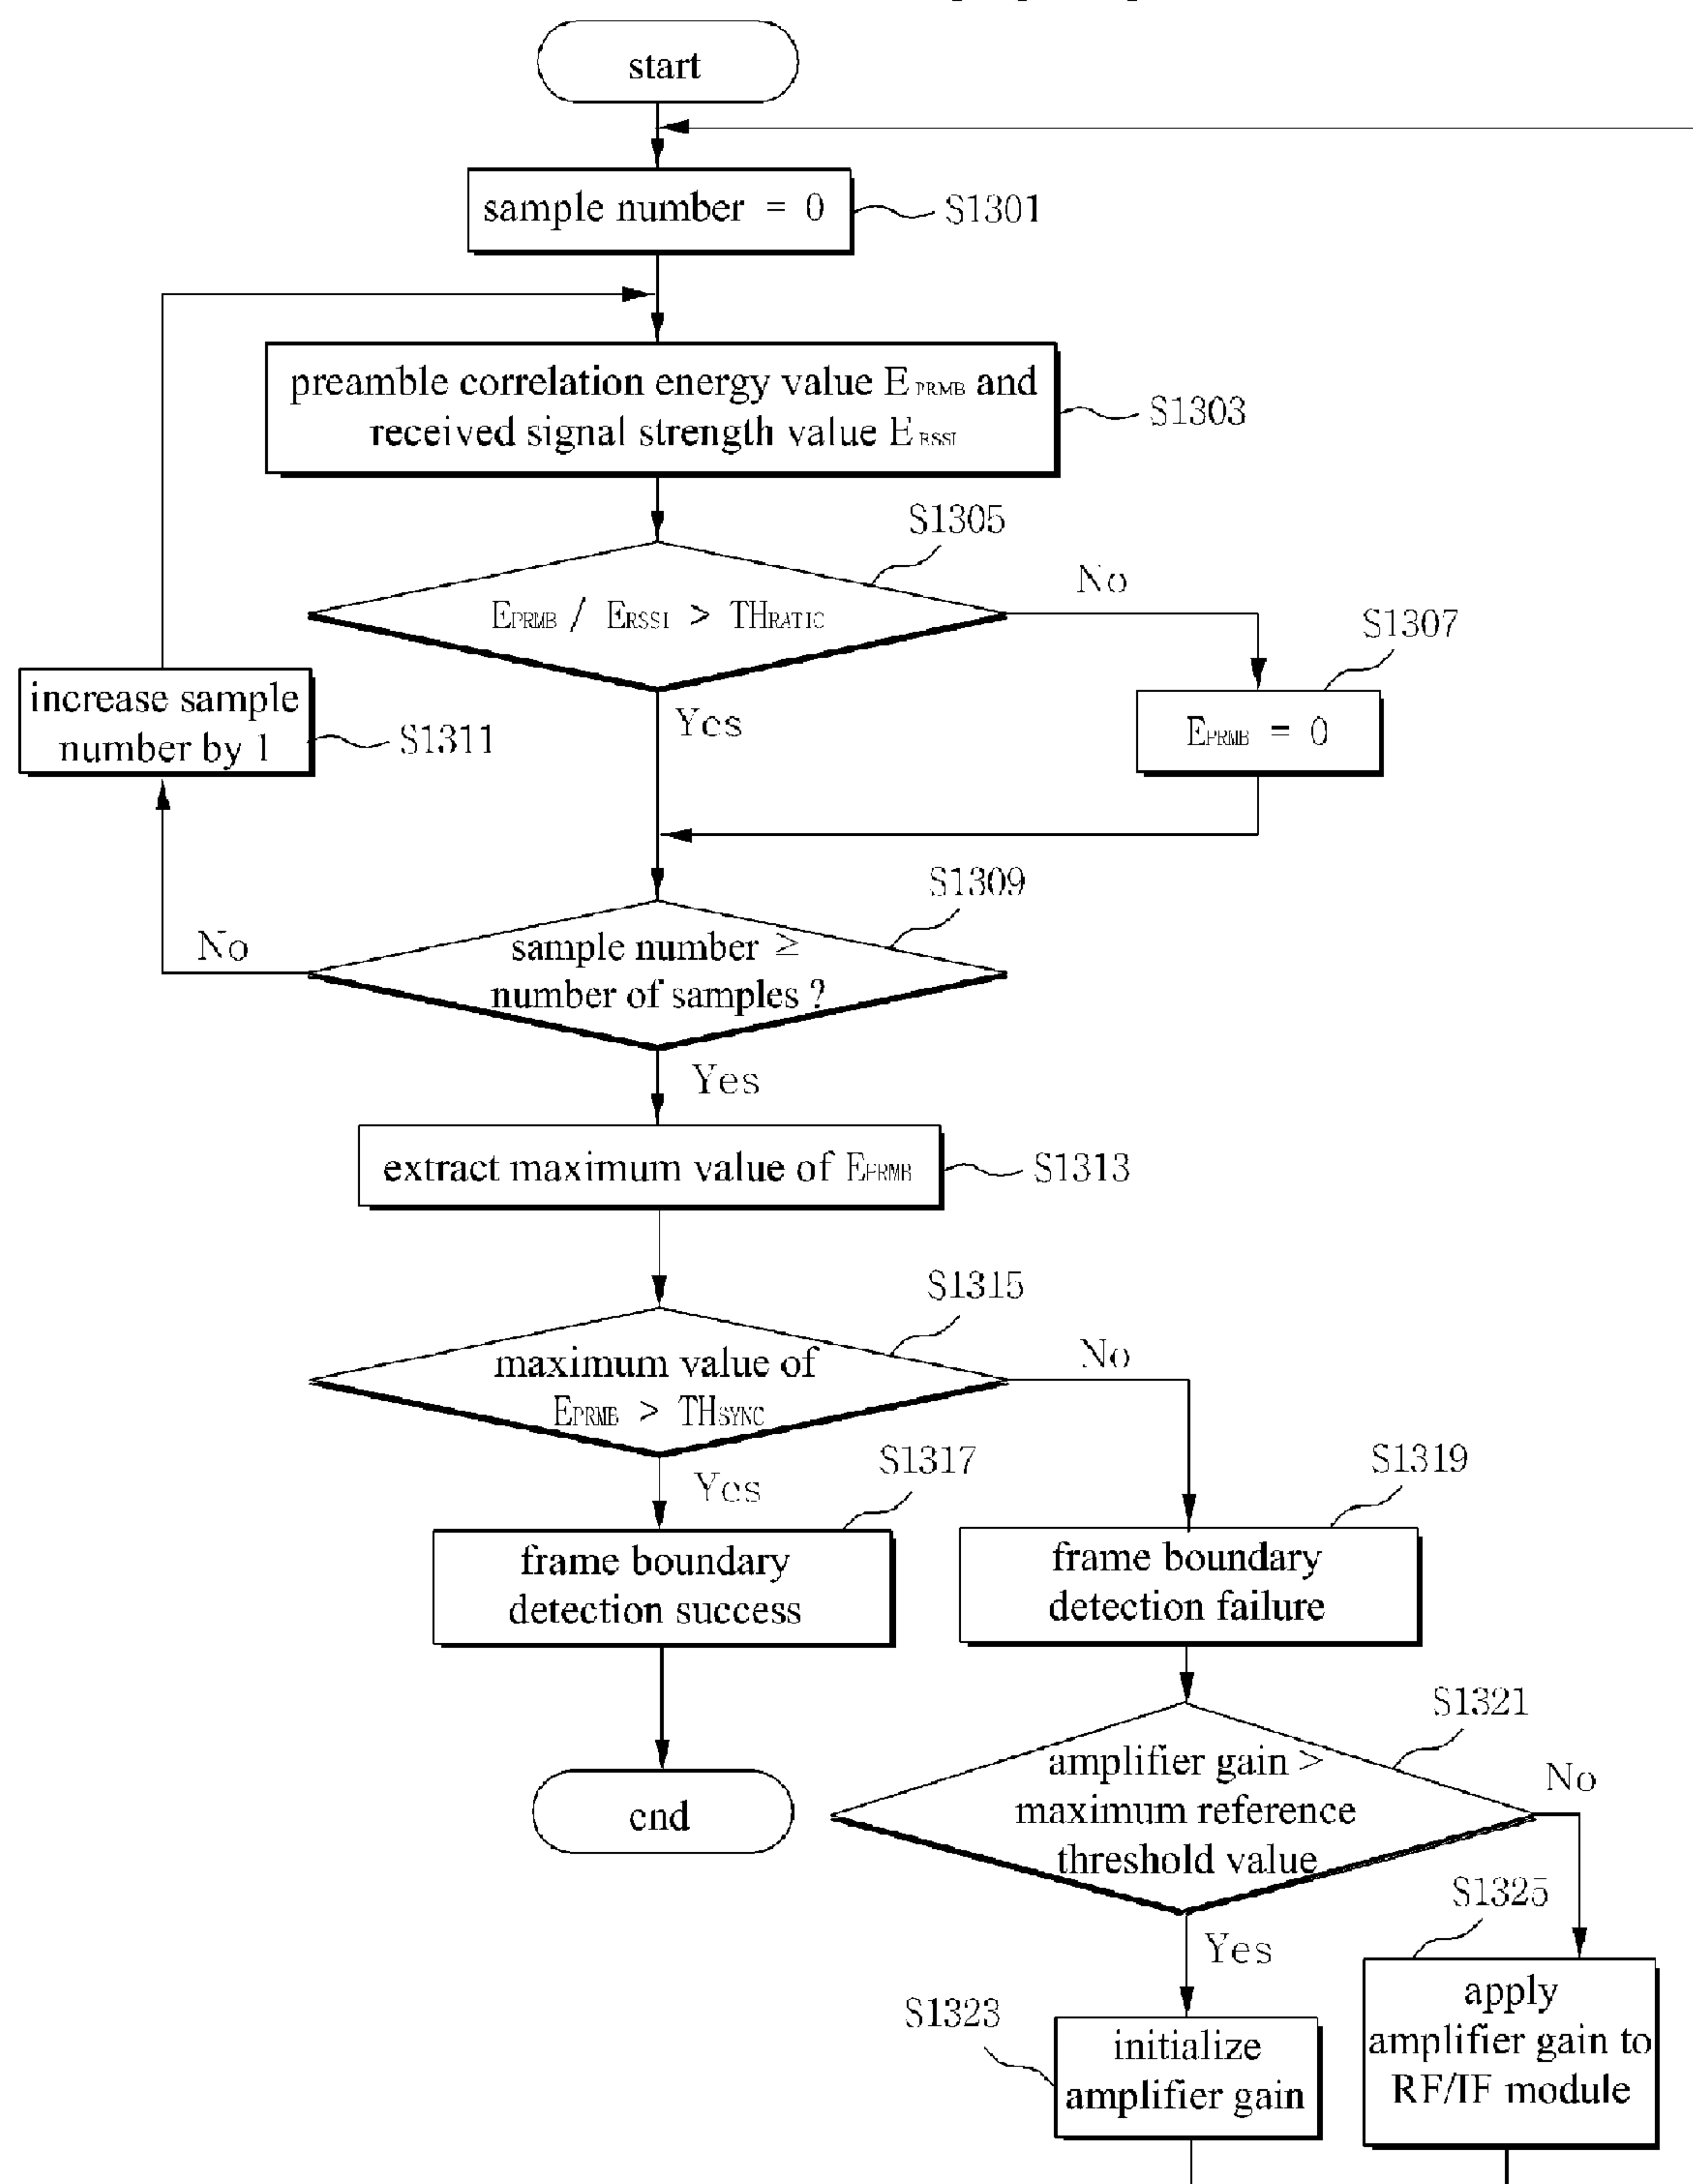 start
sample number = 0
S1301
preamble correlation energy value EPRMB and
received signal strength value ERSSI
S1303
S1305
EPRMB / ERSSI > THRATIO
No
S1307
EPRMB = 0
increase sample
number by 1
S1311
Yes
S1309
sample number ≥
number of samples ?
No
Yes
extract maximum value of EPRMB
S1313
S1315
maximum value of
EPRMB > THSYNC
No
Yes
S1317
S1319
frame boundary
detection success
frame boundary
detection failure
S1321
amplifier gain >
maximum reference
threshold value
No
end
Yes
S1325
apply
amplifier gain to
RF/IF module
S1323
initialize
amplifier gain